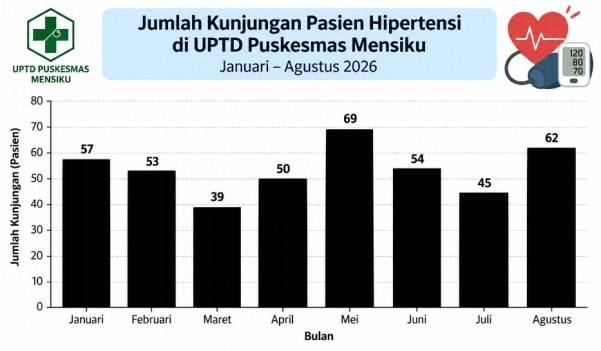 Jumlah Kunjungan Pasien Hipertensi
di UPTD Puskesmas Mensiku
Januari – Agustus 2026
UPTD PUSKESMAS
MENSIKU
120
80
70
Jumlah Kunjungan (Pasien)
80
70
60
50
40
30
20
10
0
57
53
39
50
69
54
45
62
Januari
Februari
Maret
April
Mei
Juni
Juli
Agustus
Bulan